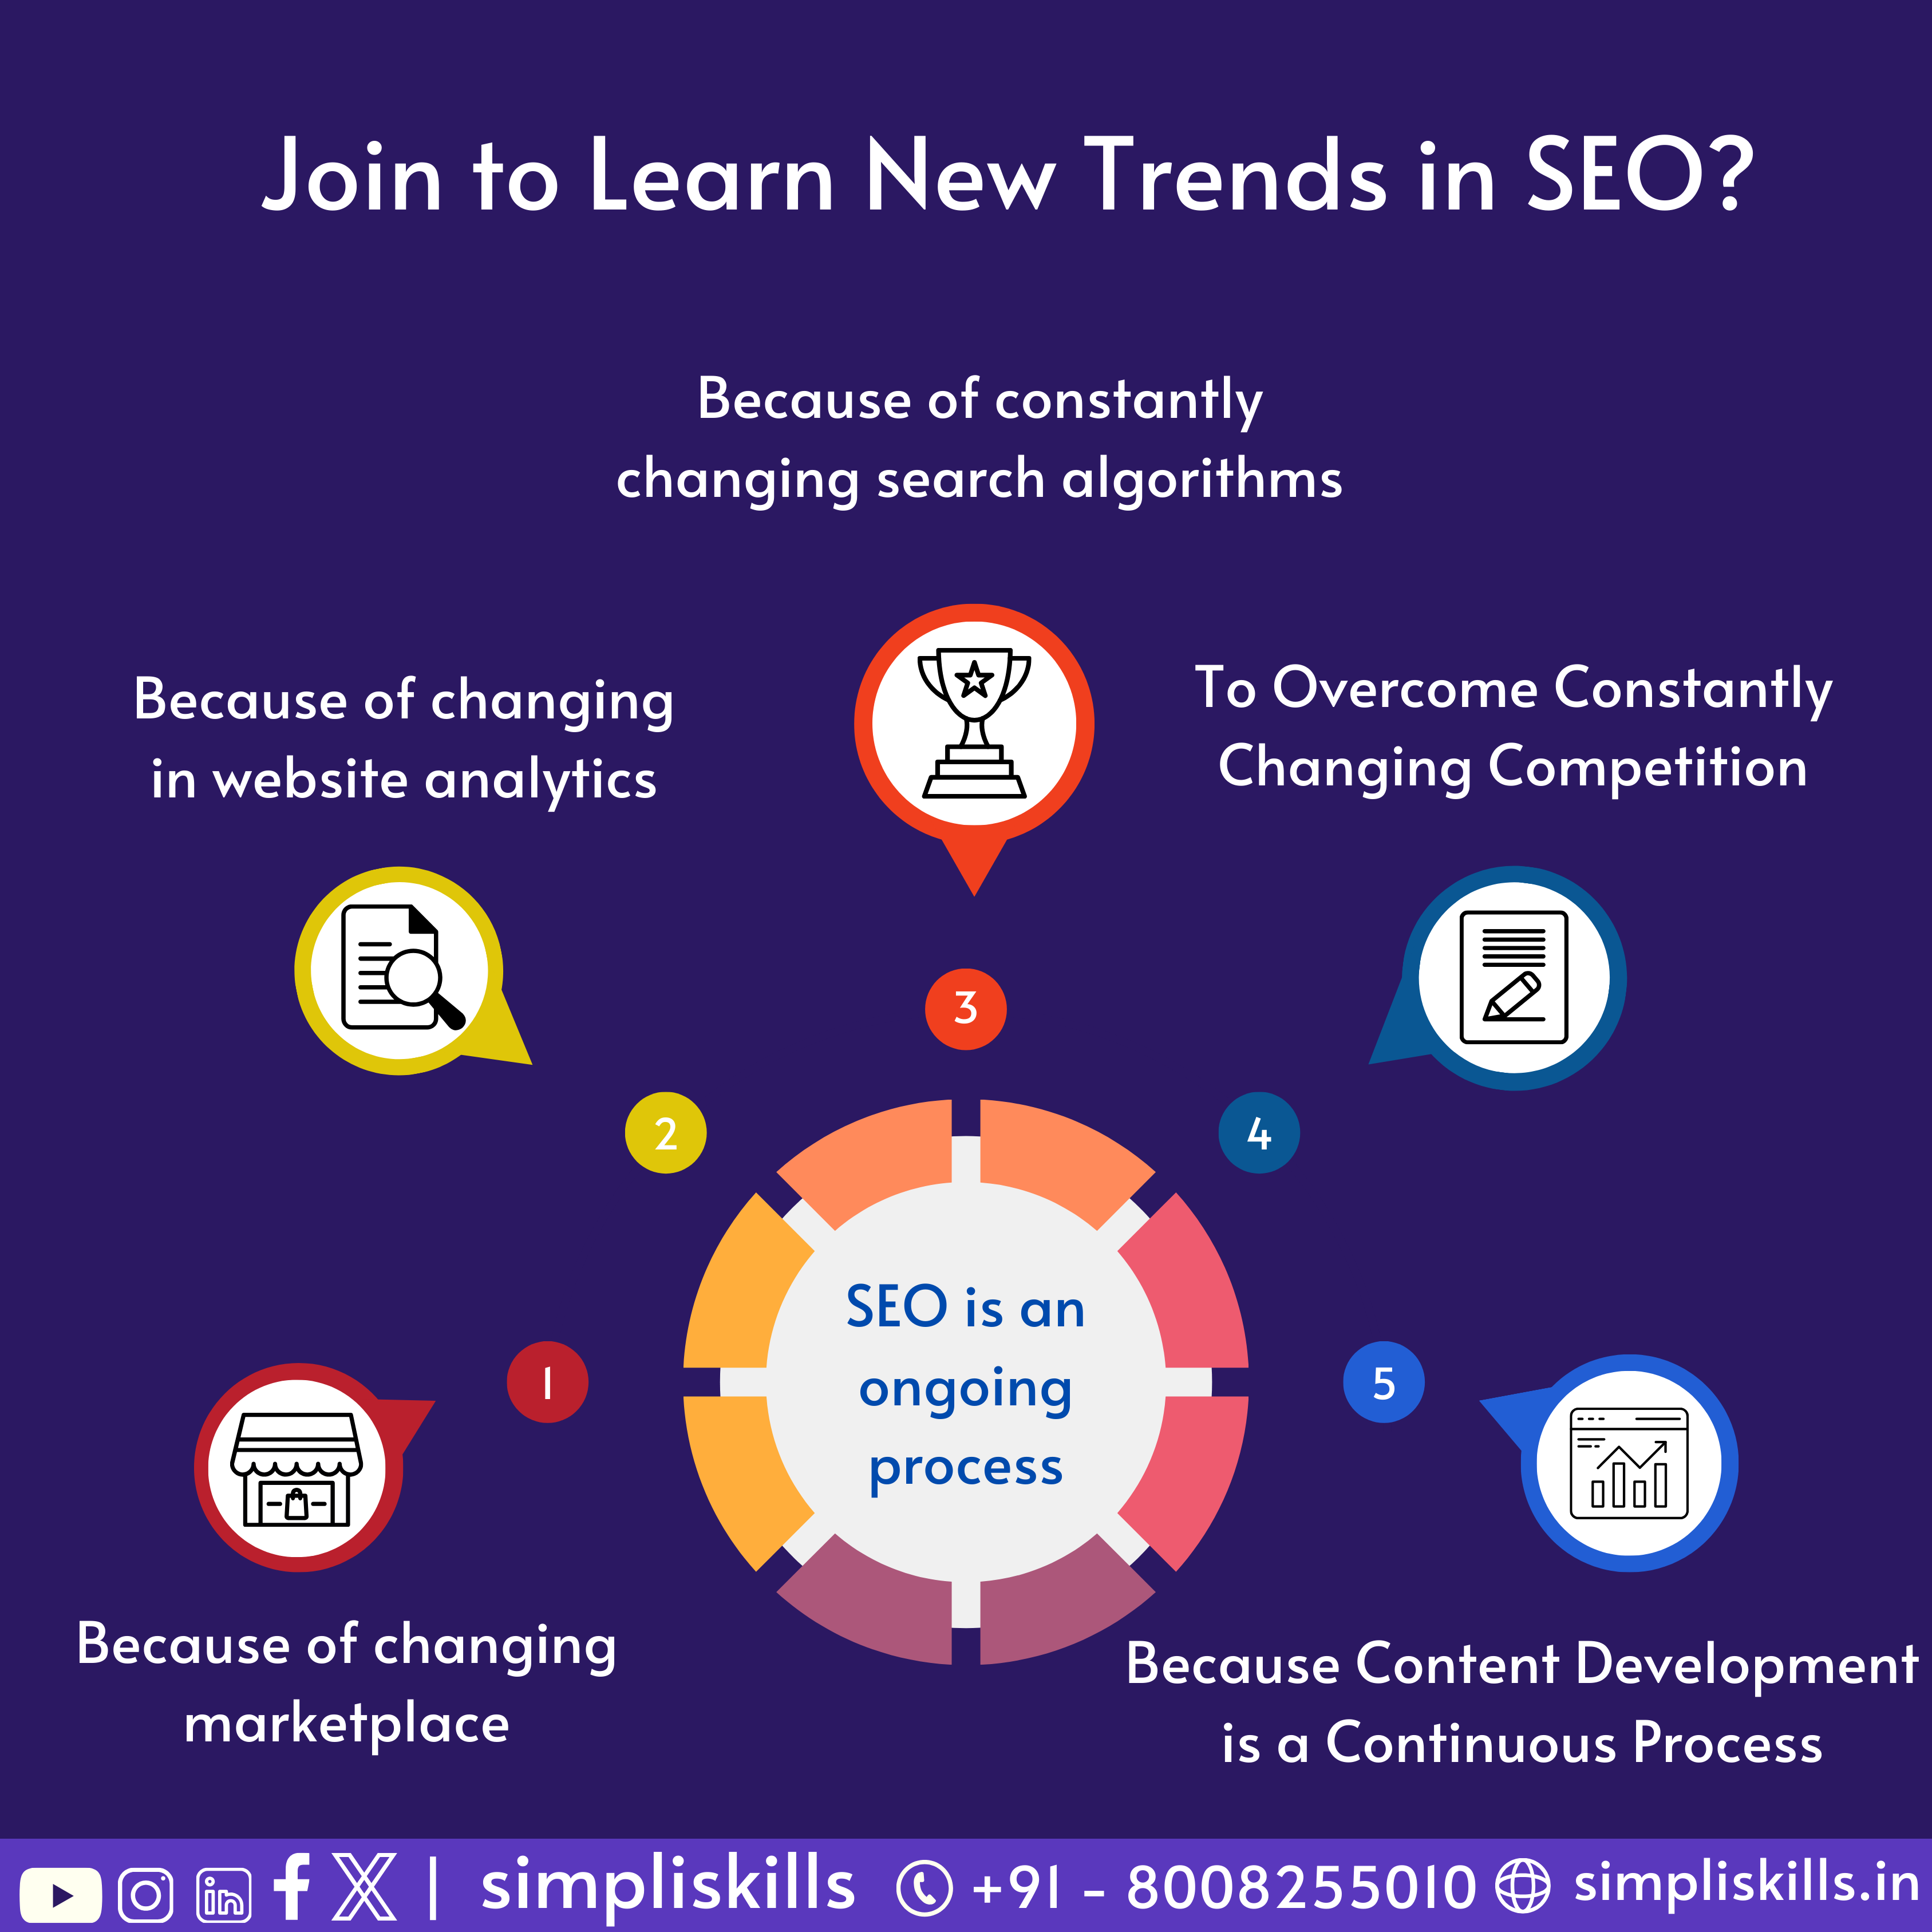 Join to Learn New Trends in SEO?
Because of constantly
changing search algorithms
Because of changing
in website analytics
To Overcome Constantly
Changing Competition
3
2
4
SEO is an
ongoing
process
1
5
Because of changing
marketplace
Because Content Development
is a Continuous Process
in | simpliskills +91 - 8008255010 simpliskills.in